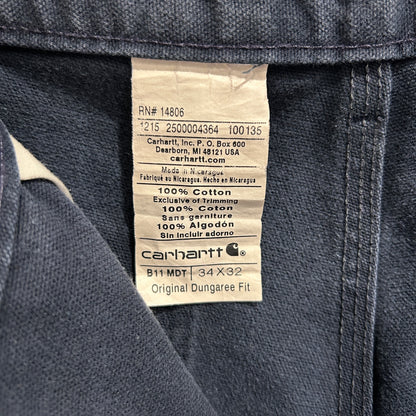 RN# 14806
1215 2500004364 100135
Carhartt, Inc. P. O. BOX 600
Dearborn, MI 48121 USA
carhartt.com
Made in Nicaragua
Fabriqué au Nicaragua. Hecho en Nicaragua
100% Cotton
Exclusive of Trimming
100% Coton
Sans garniture
100% Algodón
Sin incluir adorno
carhartt
B11 MDT 34X32
Original Dungaree Fit